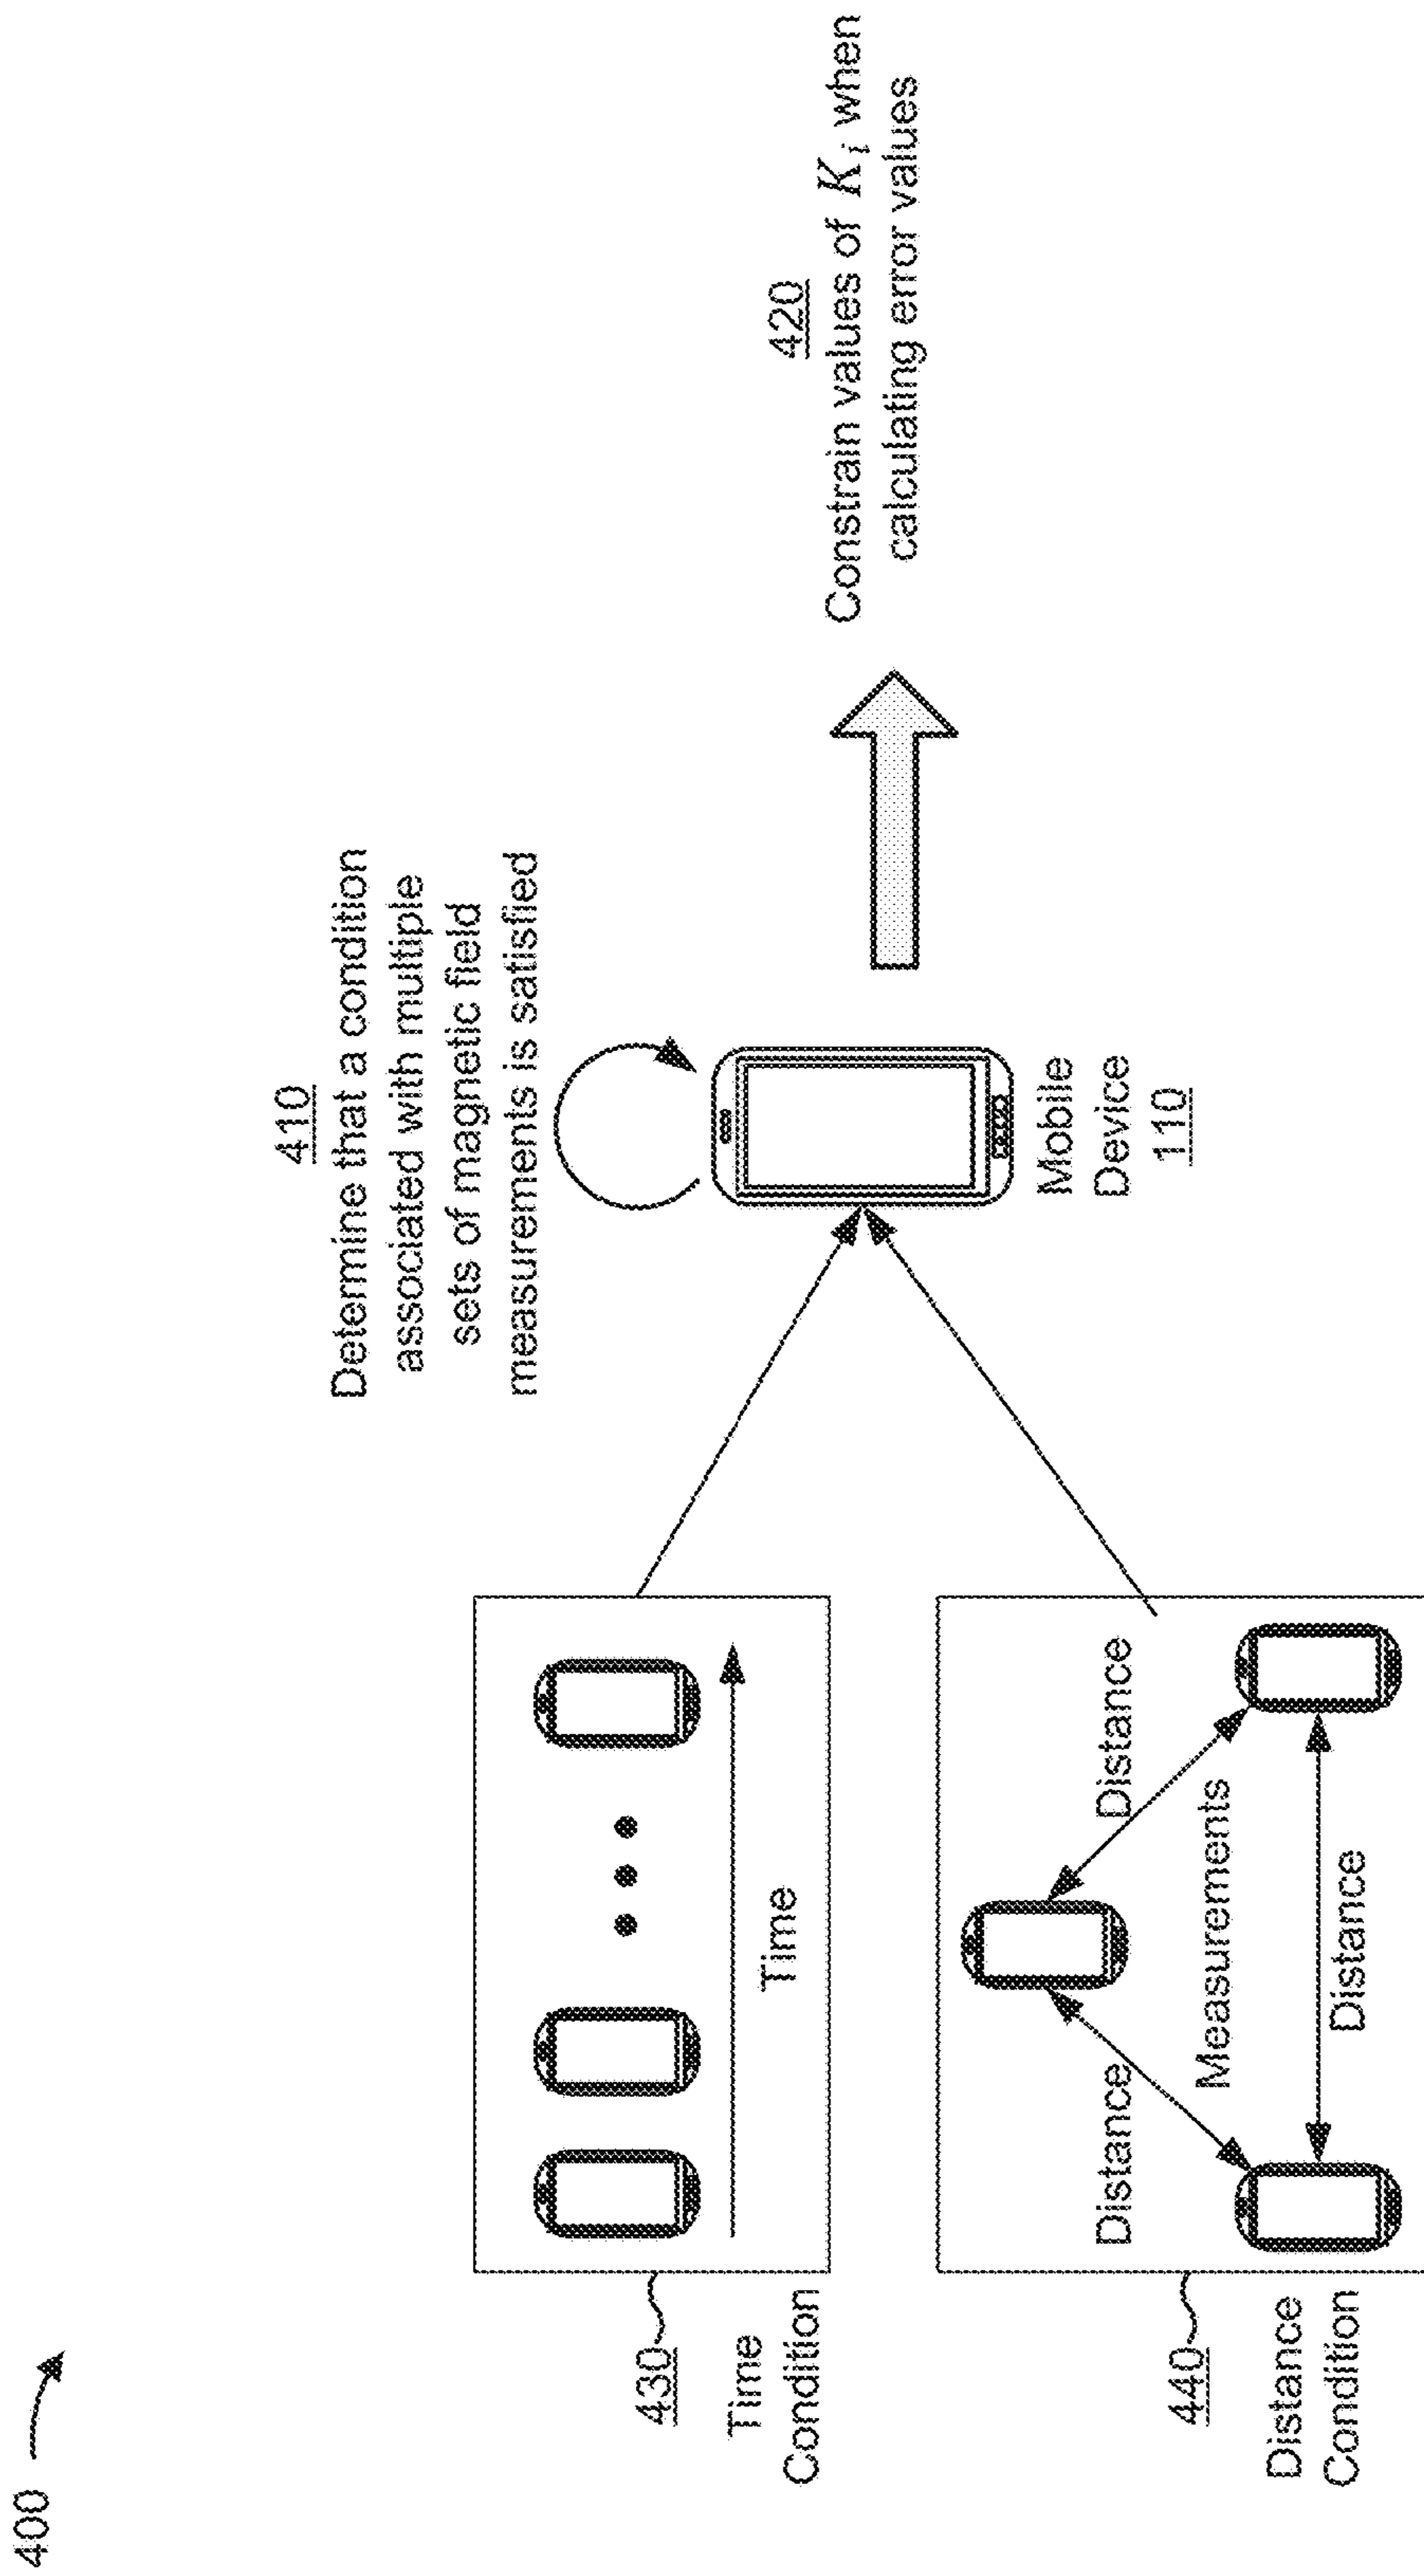 400
410
Determine that a condition
associated with multiple
sets of magnetic field
measurements is satisfied
430
Time
Condition
Time
Mobile
Device
110
420
Constrain values of K i when
calculating error values
440
Distance
Condition
Distance
Distance
Measurements
Distance